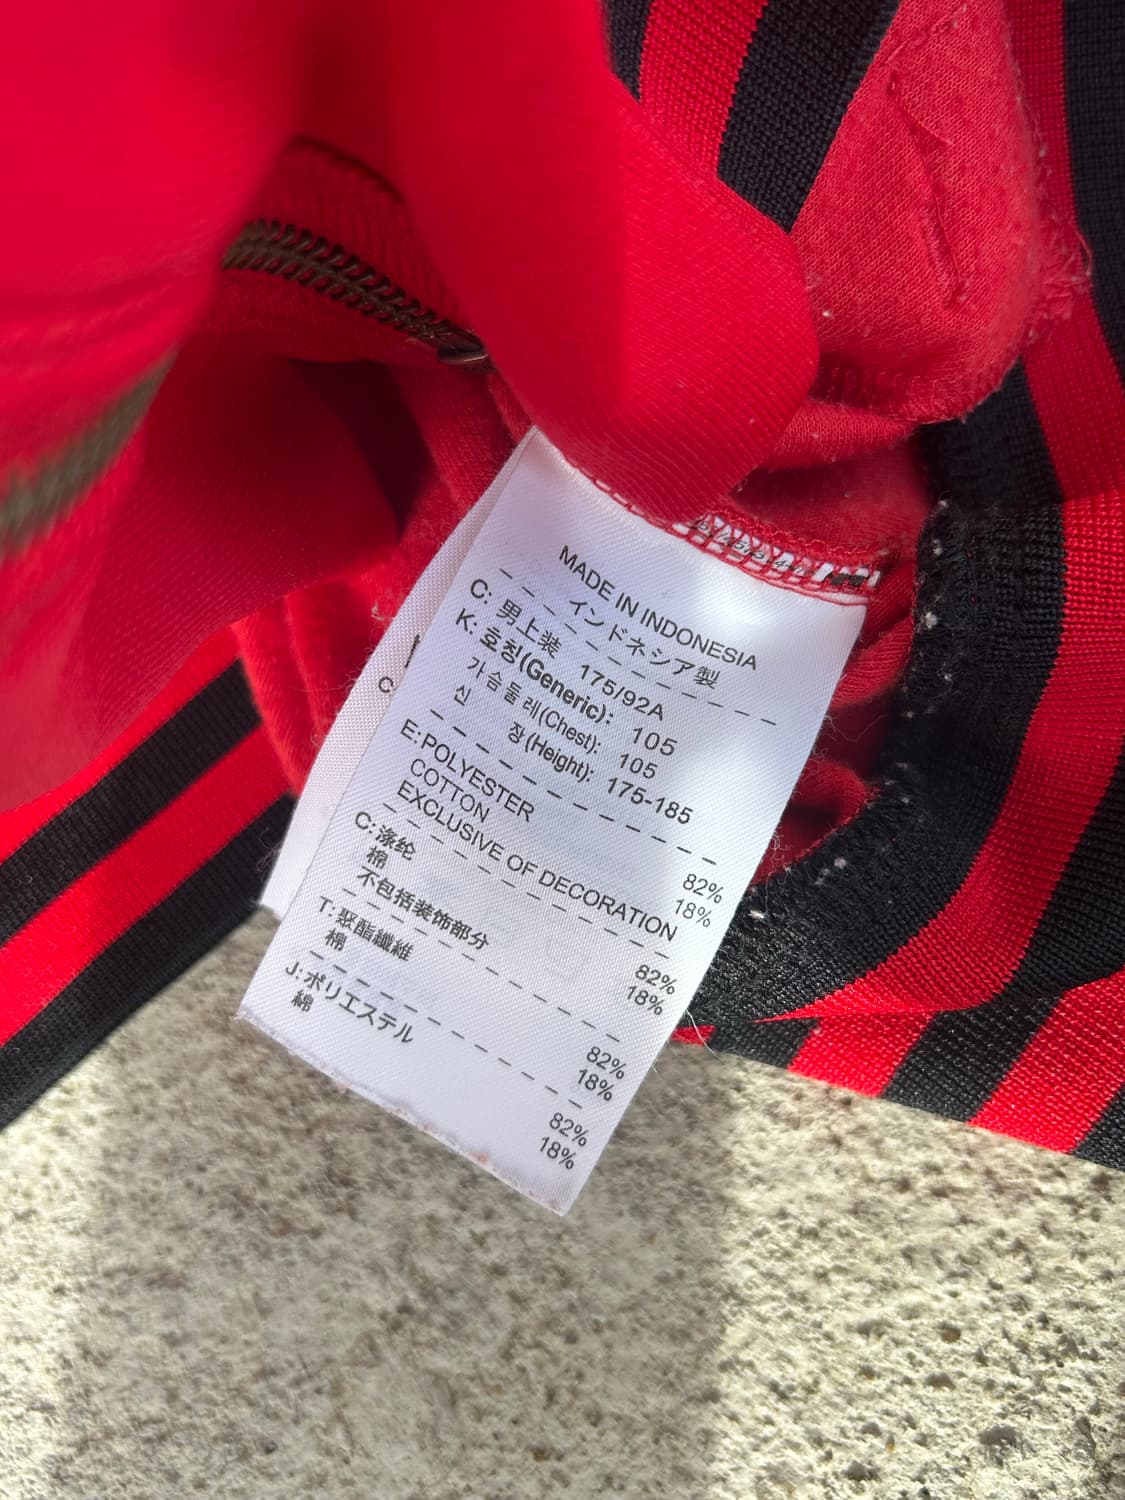 MADE IN INDONESIA
インドネシア製
C: 男上装 175/92A
K: 호칭(Generic): 105
가슴둘레(Chest): 105
신 장(Height): 175-185
E: POLYESTER 82%
COTTON 18%
EXCLUSIVE OF DECORATION
C: 涤纶 82%
棉 18%
不包括装饰部分
T: 聚酯纖維 82%
棉 18%
J: ポリエステル 82%
綿 18%
C